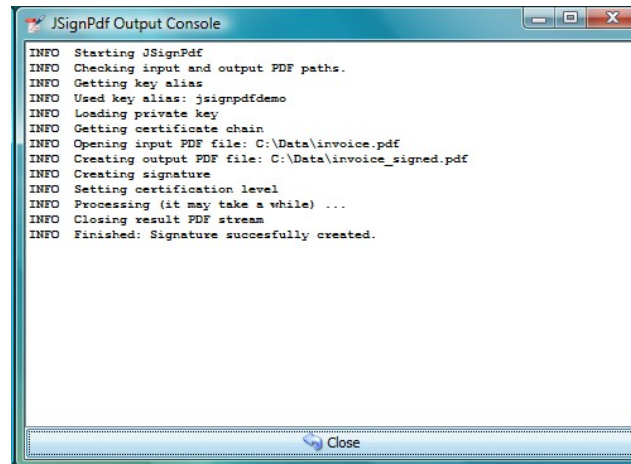 JSignPdf Output Console
INFO Starting JSignPdf
INFO Checking input and output PDF paths.
INFO Getting key alias
INFO Used key alias: jsignpdfdemo
INFO Loading private key
INFO Getting certificate chain
INFO Opening input PDF file: C:\Data\invoice.pdf
INFO Creating output PDF file: C:\Data\invoice_signed.pdf
INFO Creating signature
INFO Setting certification level
INFO Processing (it may take a while) ...
INFO Closing result PDF stream
INFO Finished: Signature succesfully created.
Close